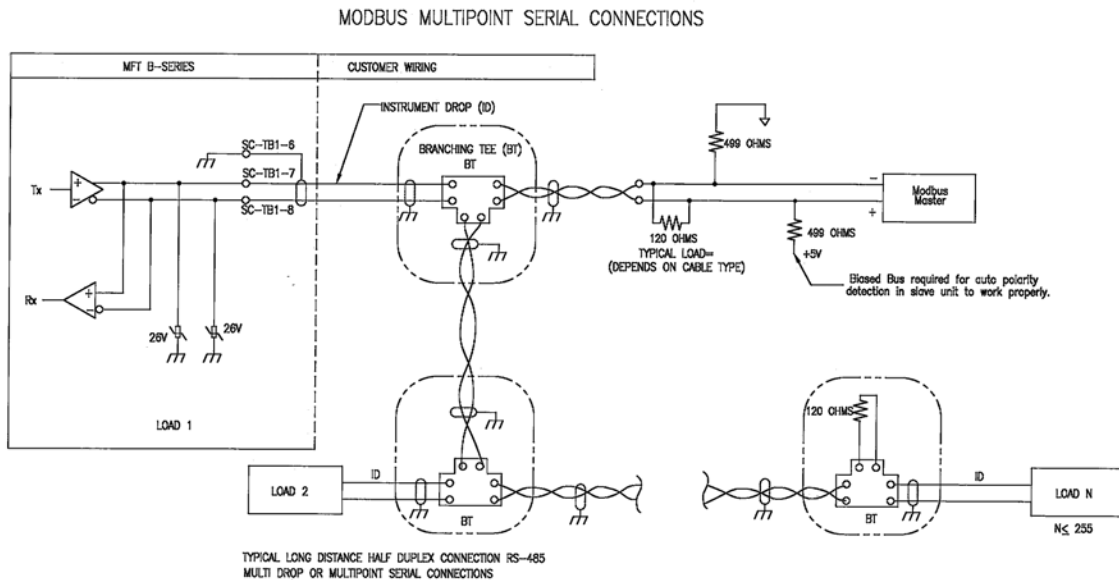 MODBUS MULTIPOINT SERIAL CONNECTIONS
MFT B-SERIES
CUSTOMER WIRING
INSTRUMENT DROP (ID)
SC-TB1-6
SC-TB1-7
SC-TB1-8
Tx
+
−
Rx
+
−
26V
26V
LOAD 1
BRANCHING TEE (BT)
BT
499 OHMS
−
+
Modbus
Master
120 OHMS
TYPICAL LOAD=
(DEPENDS ON CABLE TYPE)
499 OHMS
+5V
Biased Bus required for auto polarity
detection in slave unit to work properly.
LOAD 2
ID
BT
120 OHMS
ID
BT
LOAD N
N≤ 255
TYPICAL LONG DISTANCE HALF DUPLEX CONNECTION RS-485
MULTI DROP OR MULTIPOINT SERIAL CONNECTIONS